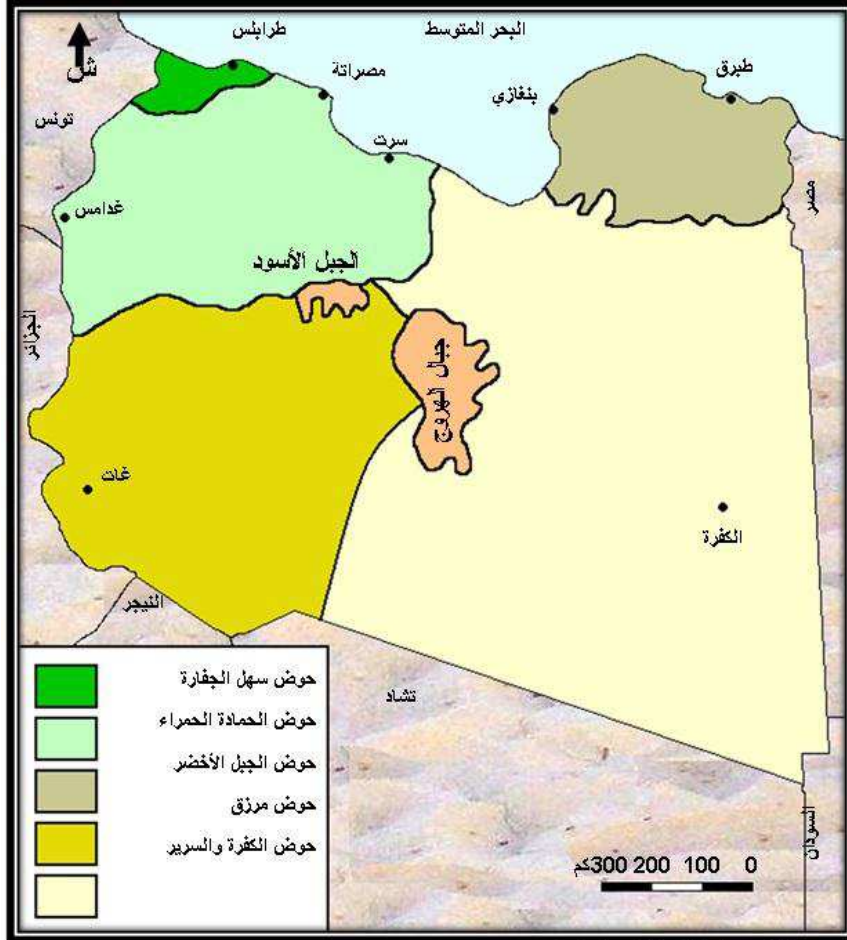 البحر المتوسط
طرابلس
طبرق
مصراتة
بنغازي
ش
تونس
سرت
مصر
غدامس
الجبل الأسود
الجزائر
جبال الهروج
غات
الكفرة
النيجر
تشاد
حوض سهل الجفارة
حوض الحمادة الحمراء
حوض الجبل الأخضر
حوض مرزق
حوض الكفرة والسرير
السودان
300كم 200 100 0